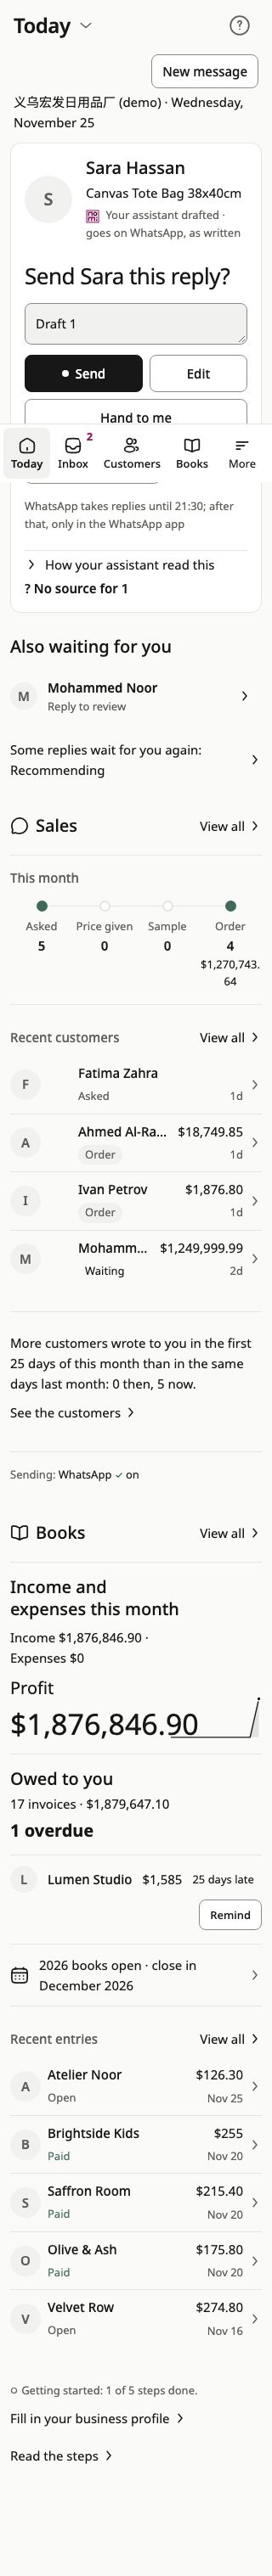 Today
New message
义乌宏发日用品厂 (demo) · Wednesday,
November 25
S
Sara Hassan
Canvas Tote Bag 38x40cm
Your assistant drafted ·
goes on WhatsApp, as written
Send Sara this reply?
Draft 1
Send
Edit
Hand to me
Today
Inbox
2
Customers
Books
More
WhatsApp takes replies until 21:30; after
that, only in the WhatsApp app
How your assistant read this
? No source for 1
Also waiting for you
M
Mohammed Noor
Reply to review
Some replies wait for you again:
Recommending
Sales
View all
This month
Asked
Price given
Sample
Order
5
0
0
4
$1,270,743.
64
Recent customers
View all
F
Fatima Zahra
Asked
1d
A
Ahmed Al-Ra...
$18,749.85
Order
1d
I
Ivan Petrov
$1,876.80
Order
1d
M
Mohamm...
$1,249,999.99
Waiting
2d
More customers wrote to you in the first
25 days of this month than in the same
days last month: 0 then, 5 now.
See the customers
Sending: WhatsApp ✓ on
Books
View all
Income and
expenses this month
Income $1,876,846.90 ·
Expenses $0
Profit
$1,876,846.90
Owed to you
17 invoices · $1,879,647.10
1 overdue
L
Lumen Studio
$1,585
25 days late
Remind
2026 books open · close in
December 2026
Recent entries
View all
A
Atelier Noor
$126.30
Open
Nov 25
B
Brightside Kids
$255
Paid
Nov 20
S
Saffron Room
$215.40
Paid
Nov 20
O
Olive & Ash
$175.80
Paid
Nov 20
V
Velvet Row
$274.80
Open
Nov 16
Getting started: 1 of 5 steps done.
Fill in your business profile
Read the steps